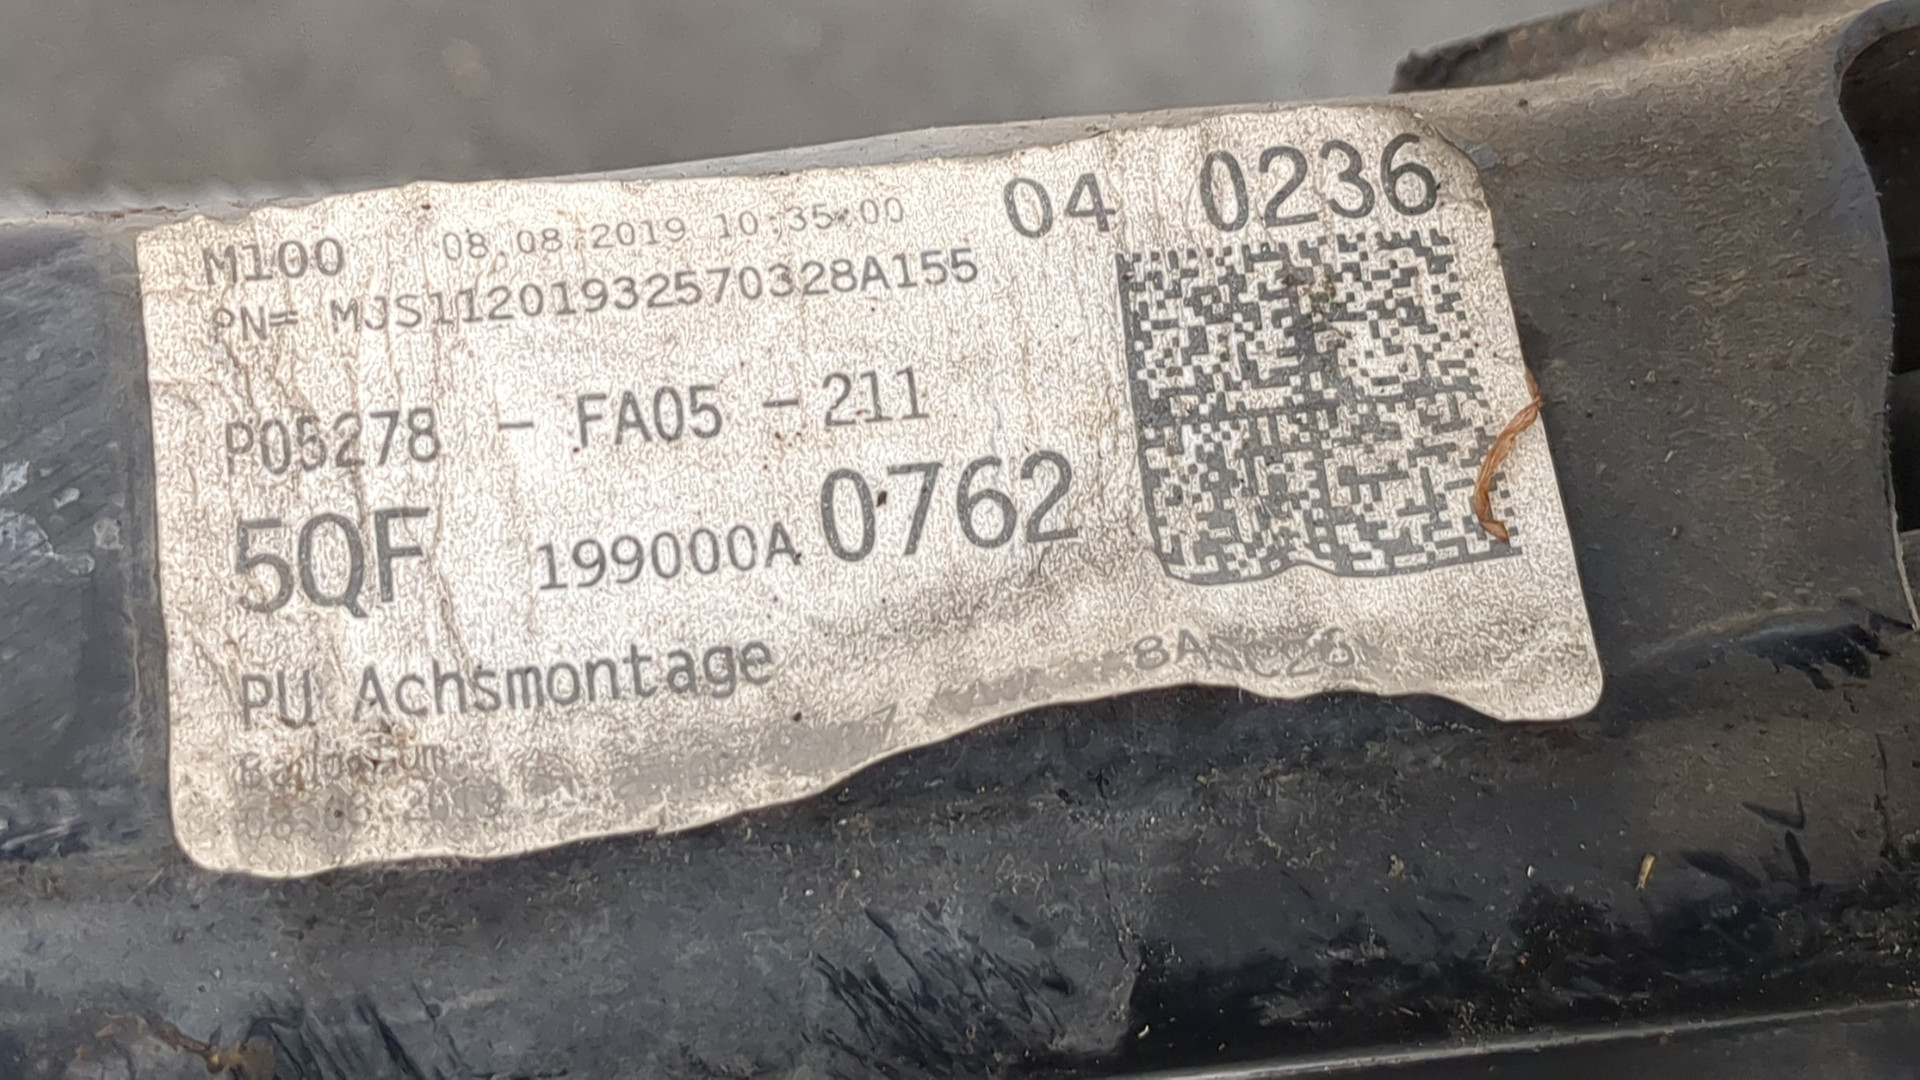 M100 08.08.2019 10:35:00 04 0236
PN= MJS11201932570328A155
P05278 - FA05 - 211
5QF 199000A 0762
PU Achsmontage